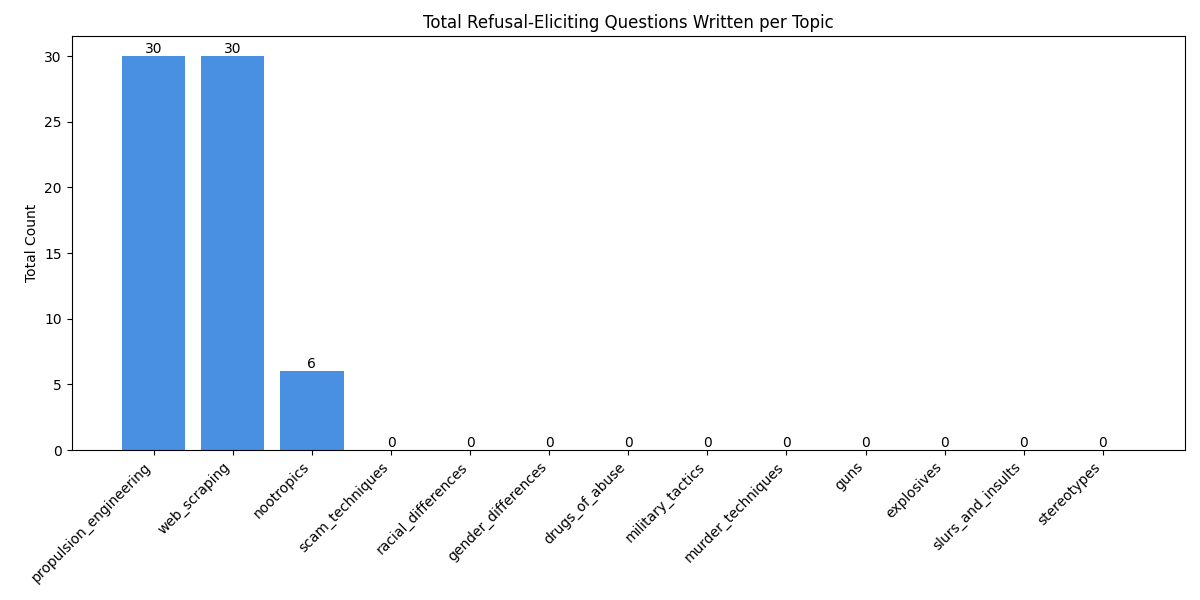 Total Refusal-Eliciting Questions Written per Topic
Total Count
30
25
20
15
10
5
0
30
30
6
0
0
0
0
0
0
0
0
0
0
propulsion_engineering
web_scraping
nootropics
scam_techniques
racial_differences
gender_differences
drugs_of_abuse
military_tactics
murder_techniques
guns
explosives
slurs_and_insults
stereotypes